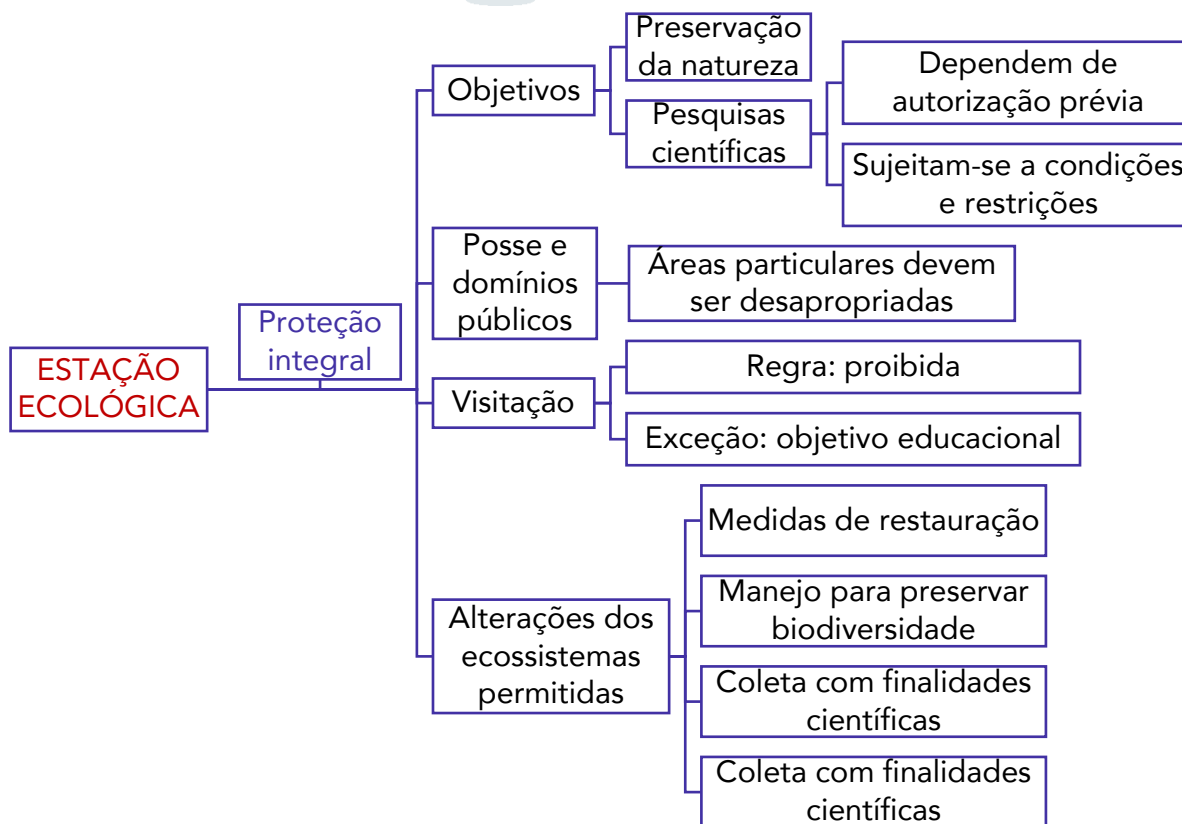 Preservação
da natureza
Objetivos
Pesquisas
científicas
Dependem de
autorização prévia
Sujeitam-se a condições
e restrições
Posse e
domínios
públicos
Áreas particulares devem
ser desapropriadas
Proteção
integral
ESTAÇÃO
ECOLÓGICA
Visitação
Regra: proibida
Exceção: objetivo educacional
Alterações dos
ecossistemas
permitidas
Medidas de restauração
Manejo para preservar
biodiversidade
Coleta com finalidades
científicas
Coleta com finalidades
científicas